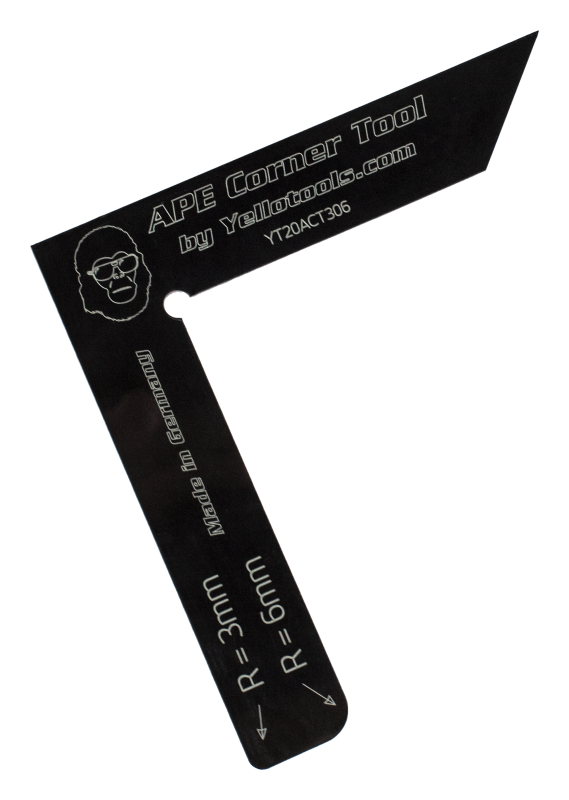 APE Corner Tool
by Yellotools.com
YT20ACT306
Made in Germany
R = 3mm
R = 6mm